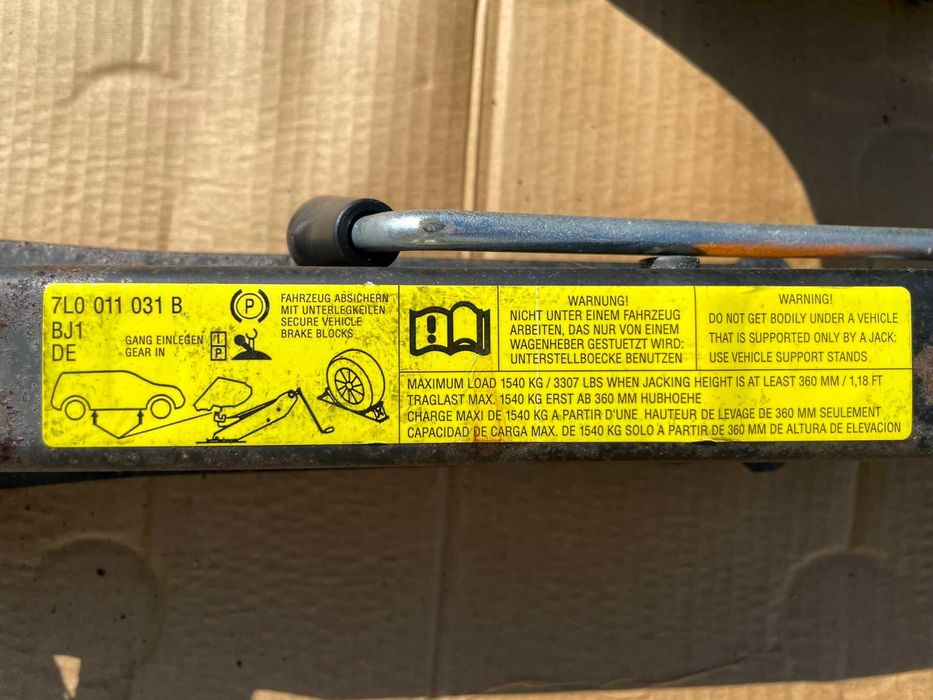 7L0 011 031 B
BJ1
DE
GANG EINLEGEN
GEAR IN
I
P
P
FAHRZEUG ABSICHERN
MIT UNTERLEGKEILEN
SECURE VEHICLE
BRAKE BLOCKS
!
WARNUNG!
NICHT UNTER EINEM FAHRZEUG
ARBEITEN, DAS NUR VON EINEM
WAGENHEBER GESTUETZT WIRD:
UNTERSTELLBOECKE BENUTZEN
WARNING!
DO NOT GET BODILY UNDER A VEHICLE
THAT IS SUPPORTED ONLY BY A JACK:
USE VEHICLE SUPPORT STANDS
MAXIMUM LOAD 1540 KG / 3307 LBS WHEN JACKING HEIGHT IS AT LEAST 360 MM / 1,18 FT
TRAGLAST MAX. 1540 KG ERST AB 360 MM HUBHOEHE
CHARGE MAXI DE 1540 KG A PARTIR D'UNE HAUTEUR DE LEVAGE DE 360 MM SEULEMENT
CAPACIDAD DE CARGA MAX. DE 1540 KG SOLO A PARTIR DE 360 MM DE ALTURA DE ELEVACION